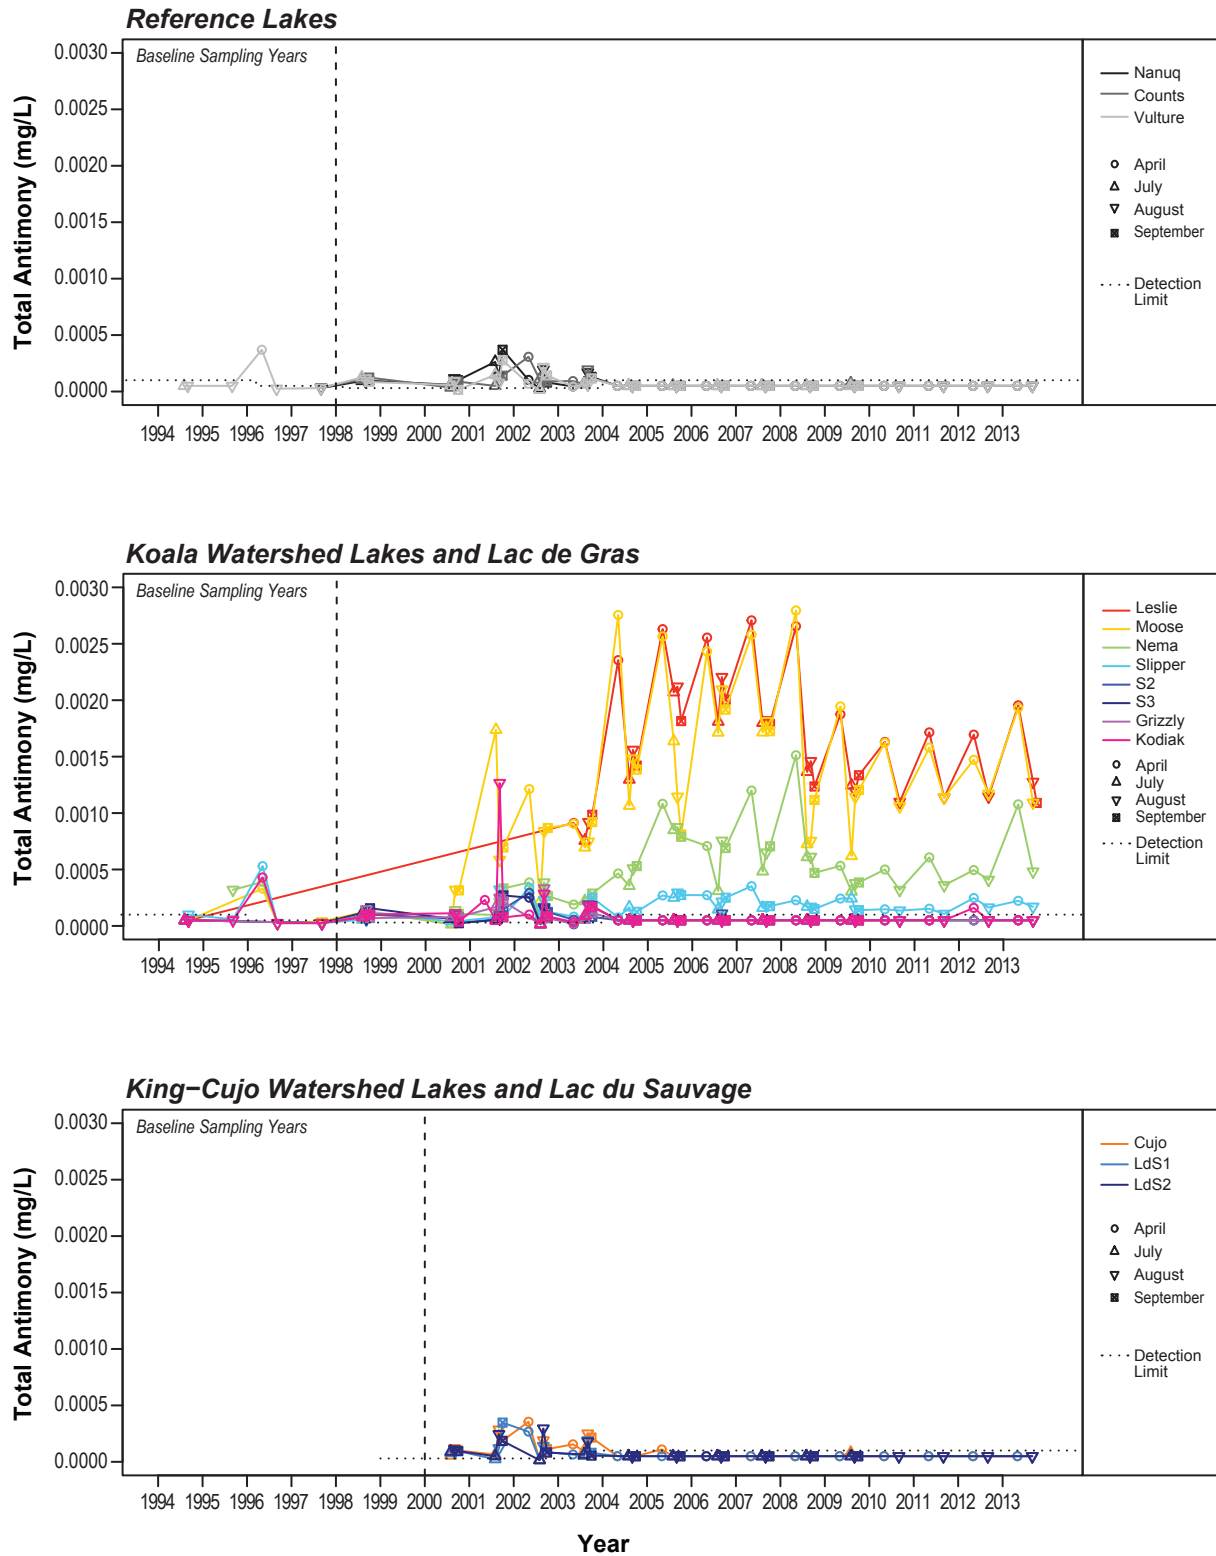 Reference Lakes
Baseline Sampling Years
Total Antimony (mg/L)
0.0030
0.0025
0.0020
0.0015
0.0010
0.0005
0.0000
1994 1995 1996 1997 1998 1999 2000 2001 2002 2003 2004 2005 2006 2007 2008 2009 2010 2011 2012 2013
Nanuq
Counts
Vulture
April
July
August
September
Detection
Limit
Koala Watershed Lakes and Lac de Gras
Baseline Sampling Years
Total Antimony (mg/L)
0.0030
0.0025
0.0020
0.0015
0.0010
0.0005
0.0000
1994 1995 1996 1997 1998 1999 2000 2001 2002 2003 2004 2005 2006 2007 2008 2009 2010 2011 2012 2013
Leslie
Moose
Nema
Slipper
S2
S3
Grizzly
Kodiak
April
July
August
September
Detection
Limit
King−Cujo Watershed Lakes and Lac du Sauvage
Baseline Sampling Years
Total Antimony (mg/L)
0.0030
0.0025
0.0020
0.0015
0.0010
0.0005
0.0000
1994 1995 1996 1997 1998 1999 2000 2001 2002 2003 2004 2005 2006 2007 2008 2009 2010 2011 2012 2013
Cujo
LdS1
LdS2
April
July
August
September
Detection
Limit
Year